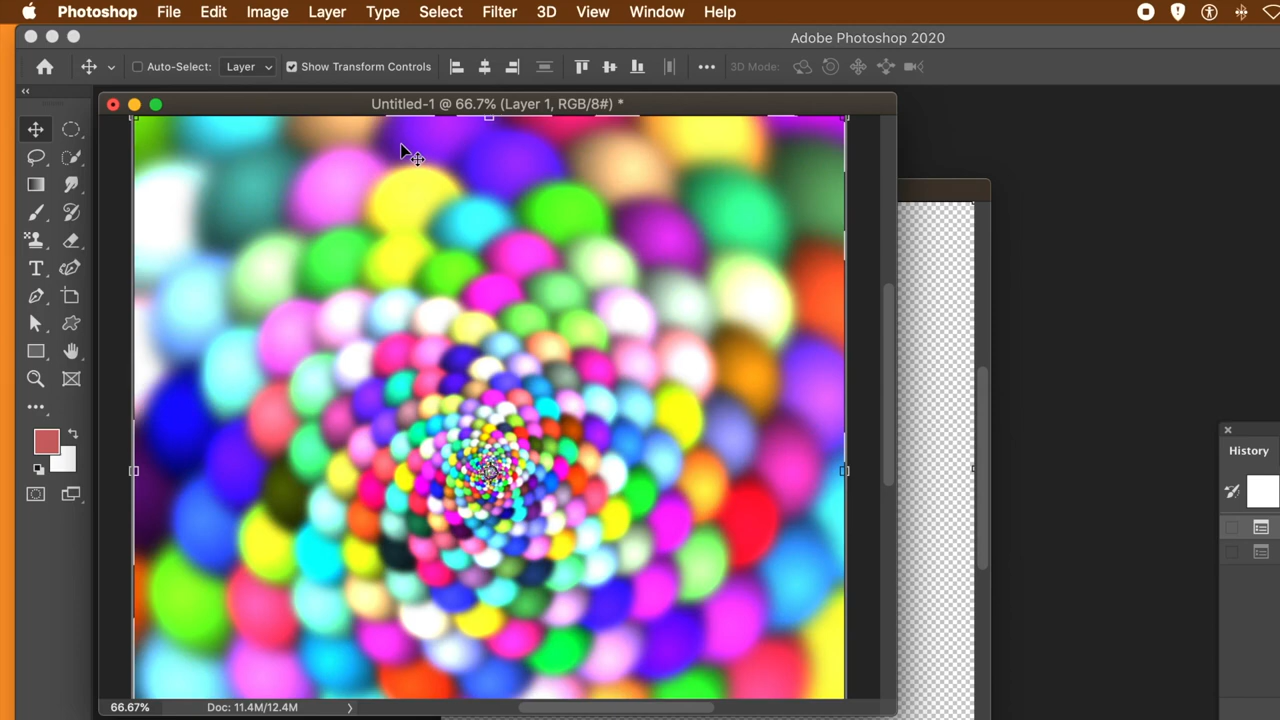 Photoshop File Edit Image Layer Type Select Filter 3D View Window Help
Adobe Photoshop 2020
Auto-Select: Layer Show Transform Controls 3D Mode:
Untitled-1 @ 66.7% (Layer 1, RGB/8#) *
History
66.67% Doc: 11.4M/12.4M